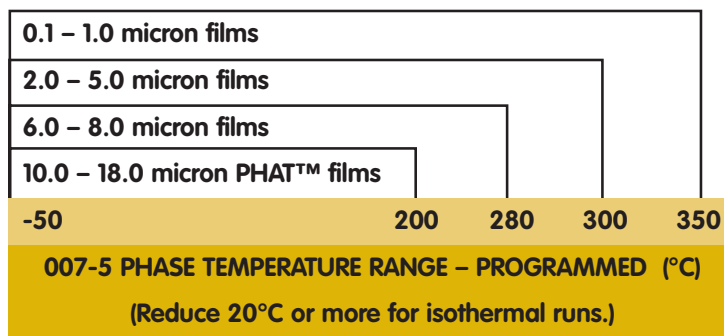 0.1 – 1.0 micron films
2.0 – 5.0 micron films
6.0 – 8.0 micron films
10.0 – 18.0 micron PHAT™ films
-50 200 280 300 350
007-5 PHASE TEMPERATURE RANGE – PROGRAMMED (°C)
(Reduce 20°C or more for isothermal runs.)